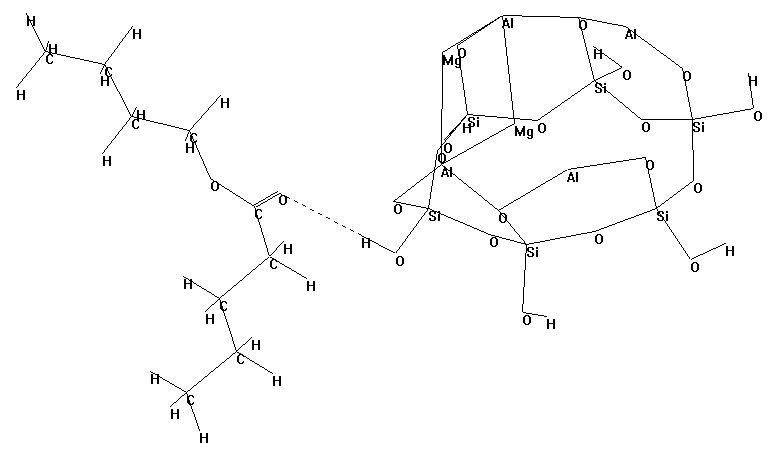 H Al O
H Al
H C Mg O H
H C O O H
H Si
H C H Si O O Si
H H Mg
H C O
H O
Al Al O
O O O O
C O Si Si
H O O
H O Si H
C O
H H
H C O H
H
C H
H H
H C
H